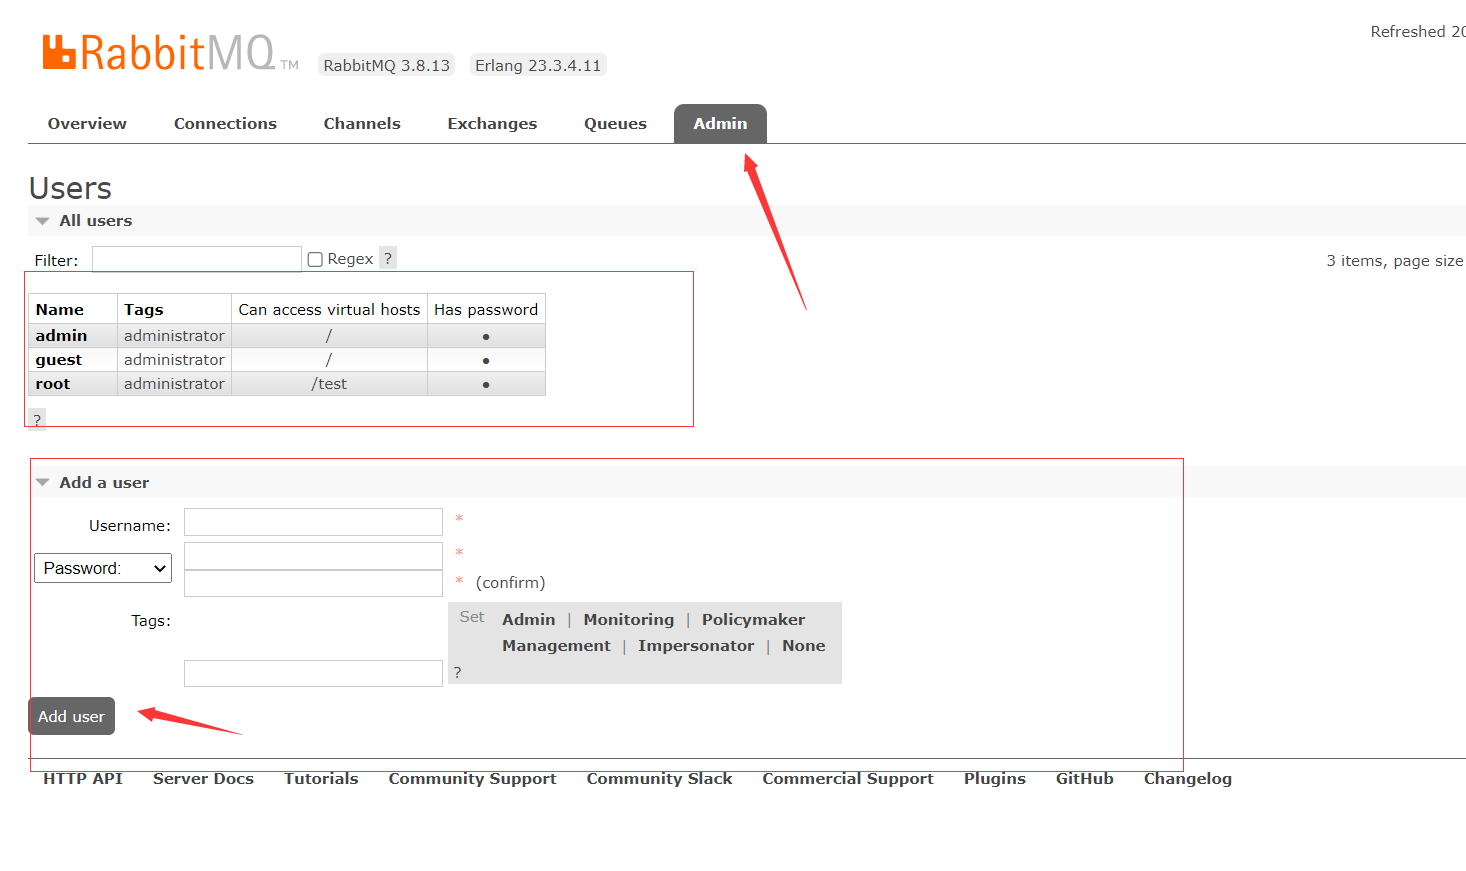 Refreshed 20
RabbitMQ TM RabbitMQ 3.8.13 Erlang 23.3.4.11
Overview Connections Channels Exchanges Queues Admin
Users
All users
Filter: Regex ? 3 items, page size
Name Tags Can access virtual hosts Has password
admin administrator / ●
guest administrator / ●
root administrator /test ●
?
Add a user
Username: *
Password: *
* (confirm)
Tags: Set Admin | Monitoring | Policymaker
Management | Impersonator | None
?
Add user
HTTP API Server Docs Tutorials Community Support Community Slack Commercial Support Plugins GitHub Changelog